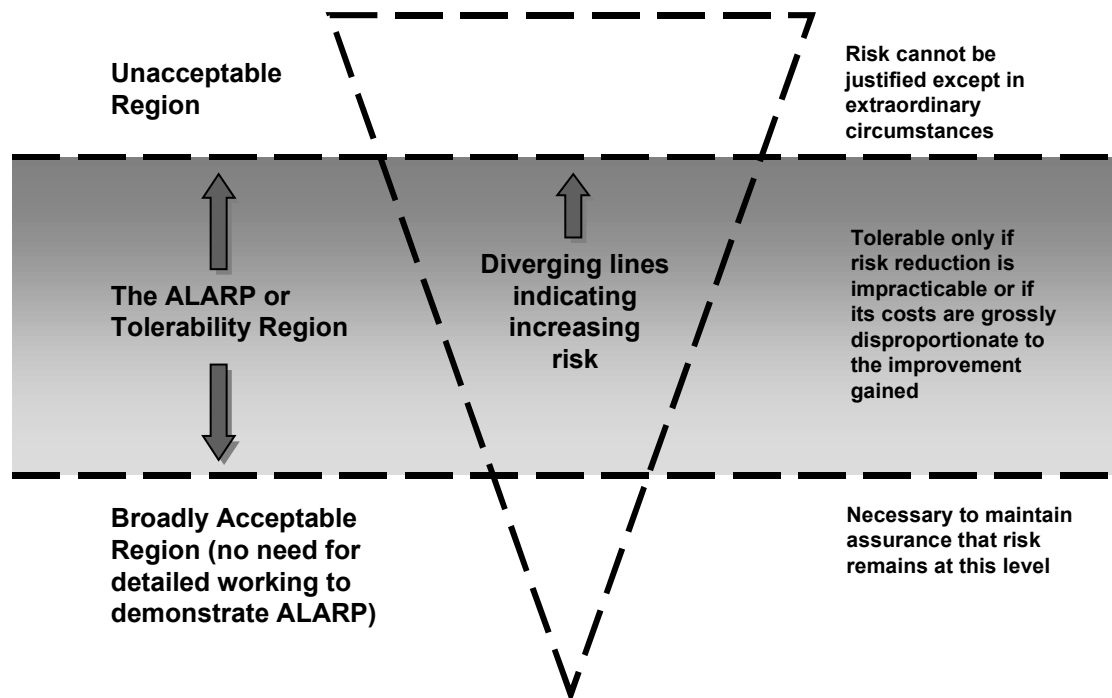 Unacceptable
Region
Risk cannot be
justified except in
extraordinary
circumstances
The ALARP or
Tolerability Region
Diverging lines
indicating
increasing
risk
Tolerable only if
risk reduction is
impracticable or if
its costs are grossly
disproportionate to
the improvement
gained
Broadly Acceptable
Region (no need for
detailed working to
demonstrate ALARP)
Necessary to maintain
assurance that risk
remains at this level